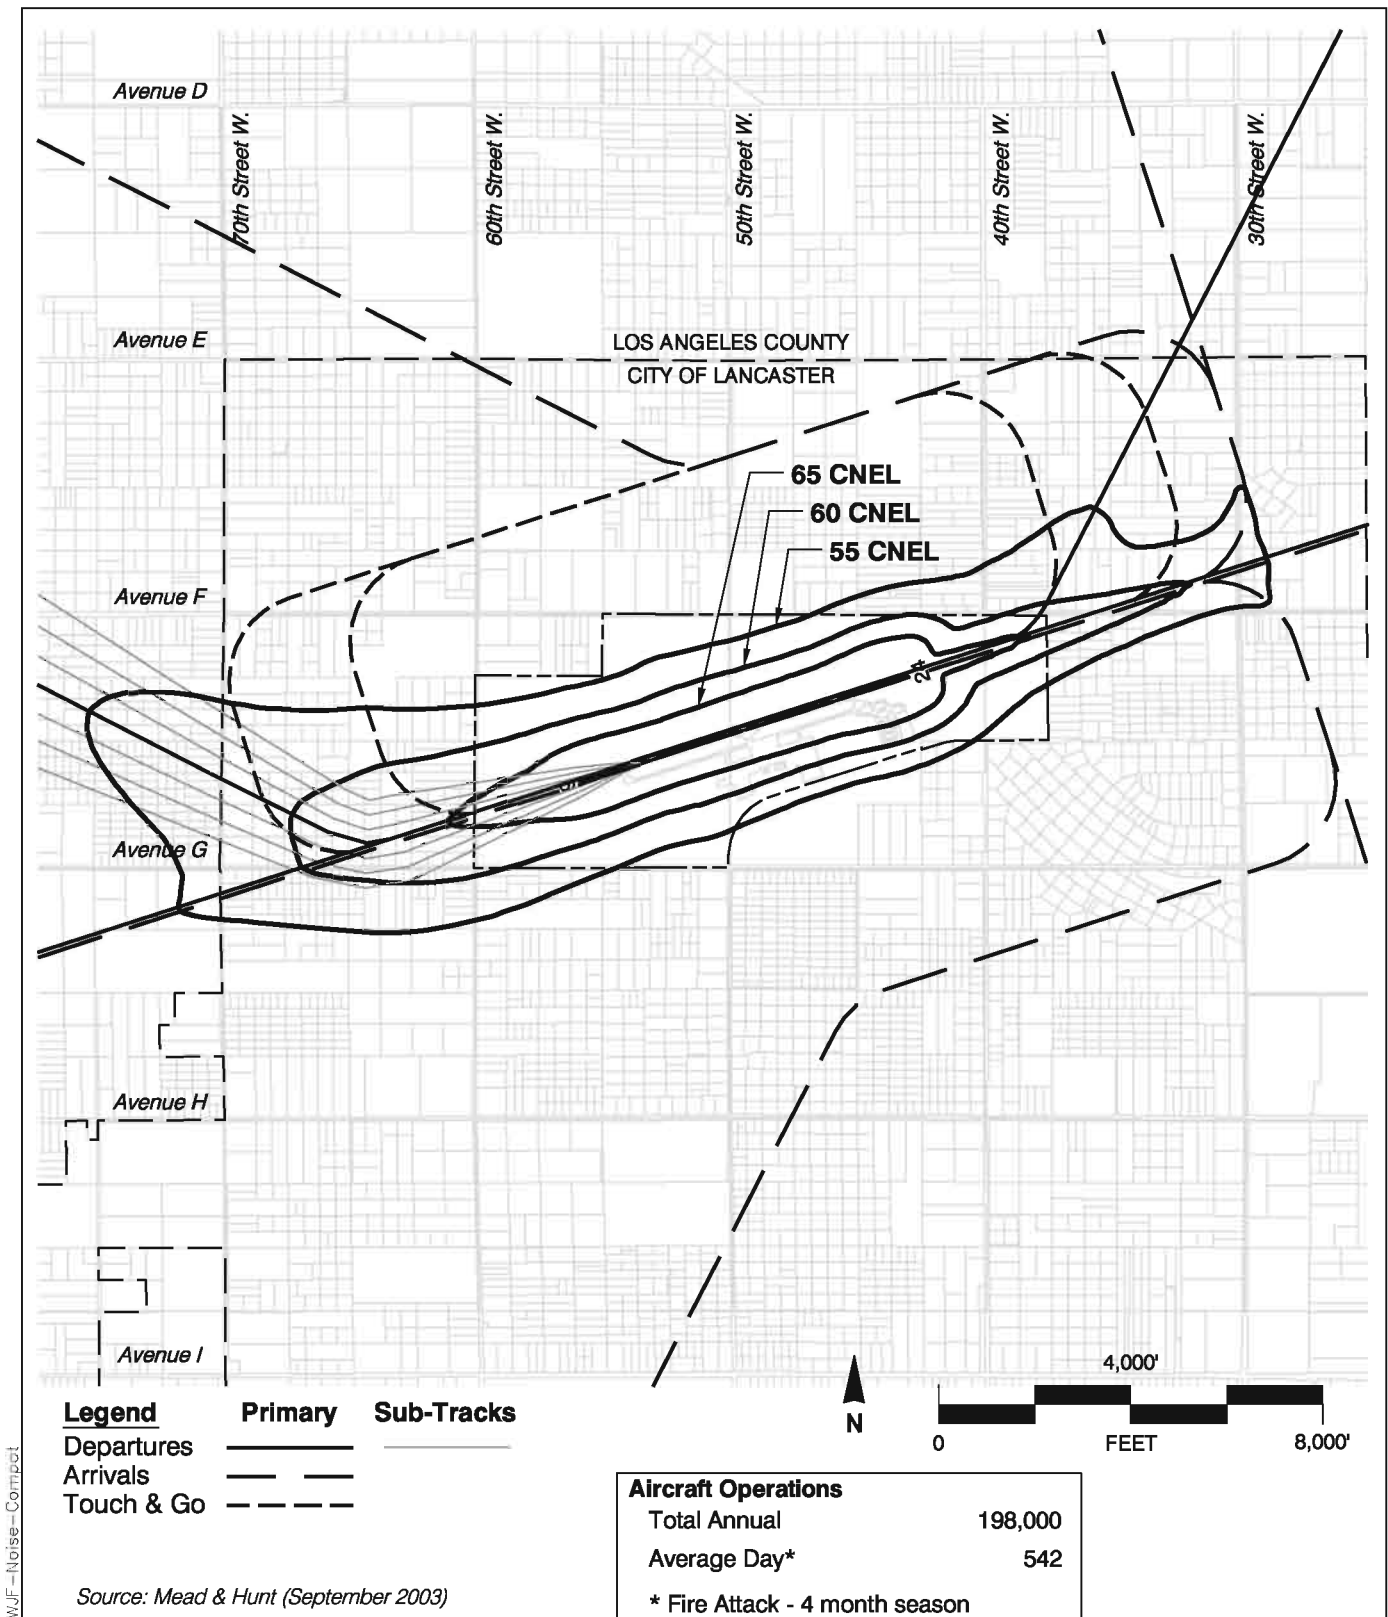 Avenue D
70th Street W.
60th Street W.
50th Street W.
40th Street W.
30th Street W.
Avenue E
LOS ANGELES COUNTY
CITY OF LANCASTER
65 CNEL
60 CNEL
55 CNEL
Avenue F
24
Avenue G
Avenue H
Avenue I
4,000'
N
0
FEET
8,000'
Legend Primary Sub-Tracks
Departures
Arrivals
Touch & Go
Aircraft Operations
Total Annual 198,000
Average Day* 542
* Fire Attack - 4 month season
Source: Mead & Hunt (September 2003)
WJF-Noise-Compat